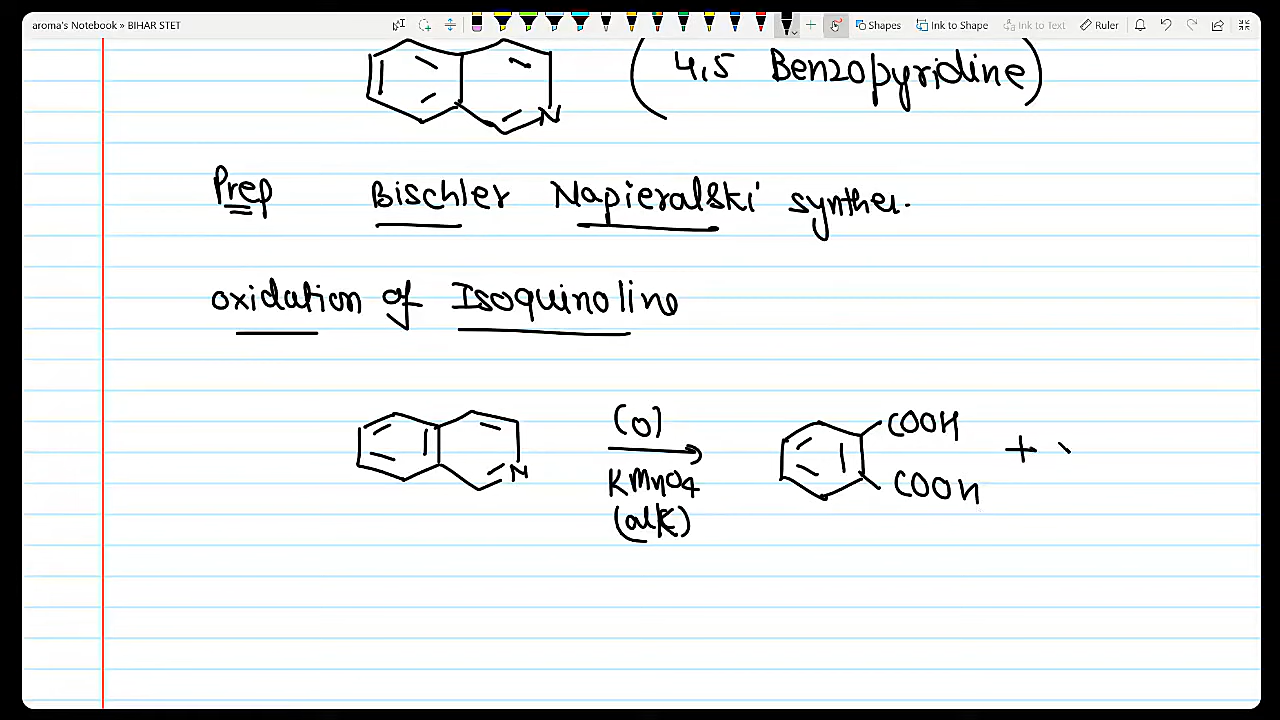 aroma's Notebook » BIHAR STET
Shapes Ink to Shape Ink to Text Ruler
N (4,5 Benzopyridine)
Prep Bischler Napieralski synthes.
oxidation of Isoquinoline
(O) COOH
N KMnO4 COOH +
(alk)